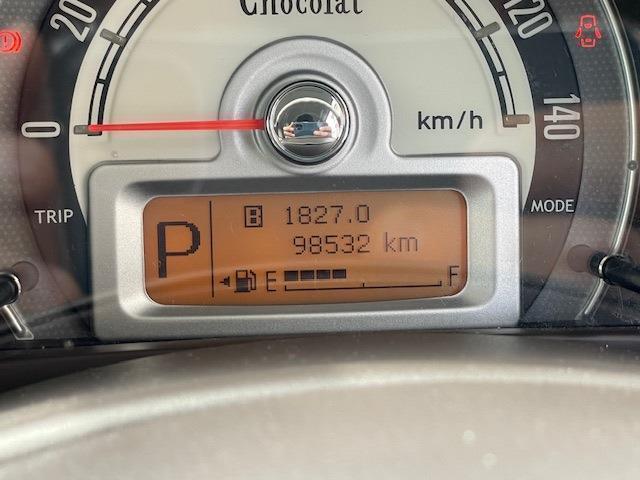 Chocolat
20
120
0
km/h
140
TRIP
MODE
P
B 1827.0
98532 km
E F